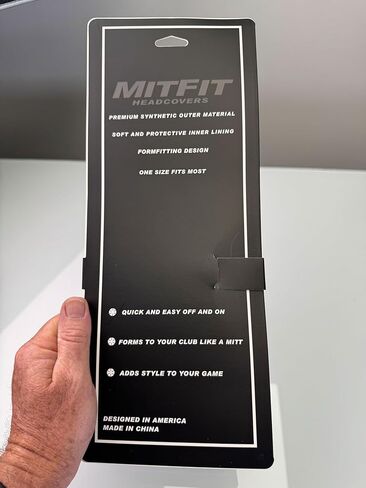 MITFIT
HEADCOVERS
PREMIUM SYNTHETIC OUTER MATERIAL
SOFT AND PROTECTIVE INNER LINING
FORMFITTING DESIGN
ONE SIZE FITS MOST
QUICK AND EASY OFF AND ON
FORMS TO YOUR CLUB LIKE A MITT
ADDS STYLE TO YOUR GAME
DESIGNED IN AMERICA
MADE IN CHINA